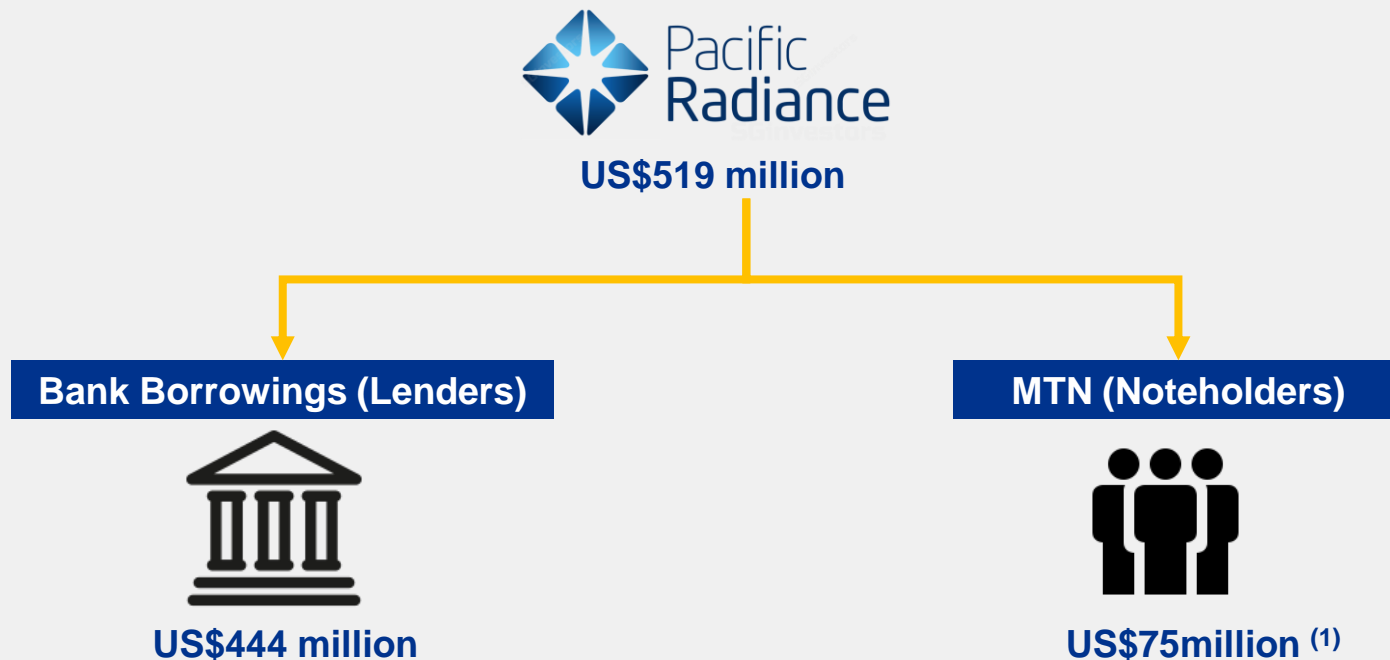 Pacific
Radiance
US$519 million
Bank Borrowings (Lenders)
MTN (Noteholders)
US$444 million
US$75million (1)